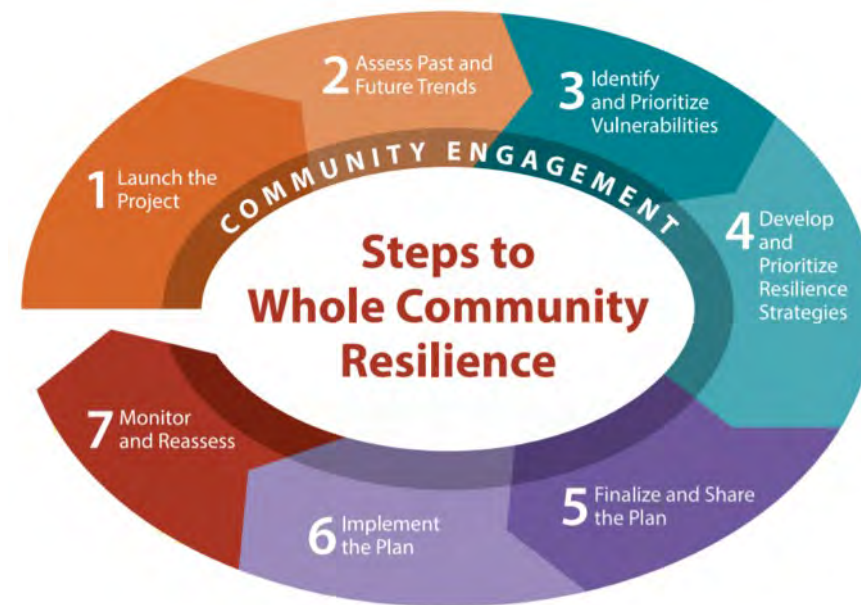 1 Launch the
Project
2 Assess Past and
Future Trends
3 Identify
and Prioritize
Vulnerabilities
4 Develop
and
Prioritize
Resilience
Strategies
5 Finalize and Share
the Plan
6 Implement
the Plan
7 Monitor
and Reassess
COMMUNITY ENGAGEMENT
Steps to
Whole Community
Resilience